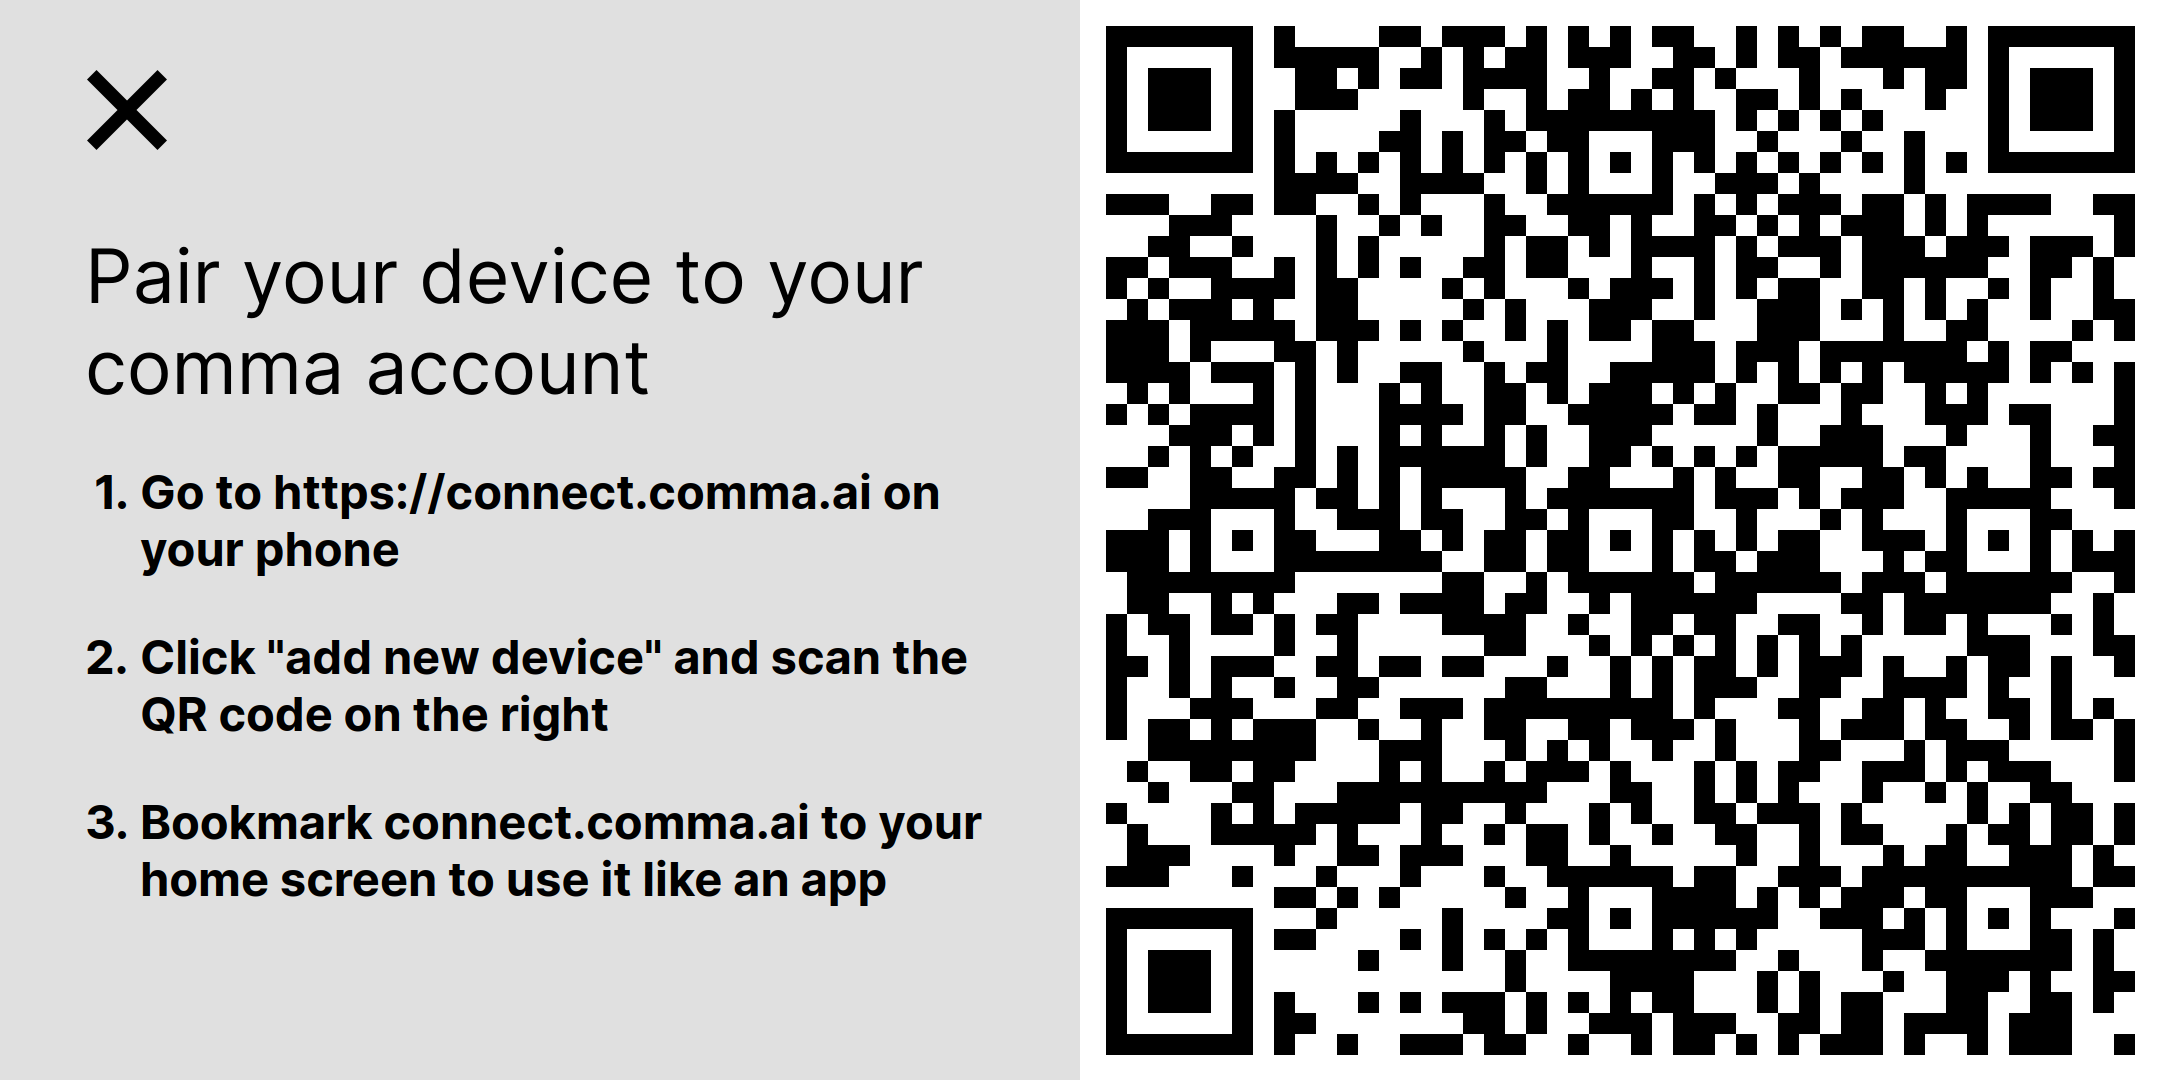 Pair your device to your
comma account
1. Go to https://connect.comma.ai on
your phone
2. Click "add new device" and scan the
QR code on the right
3. Bookmark connect.comma.ai to your
home screen to use it like an app